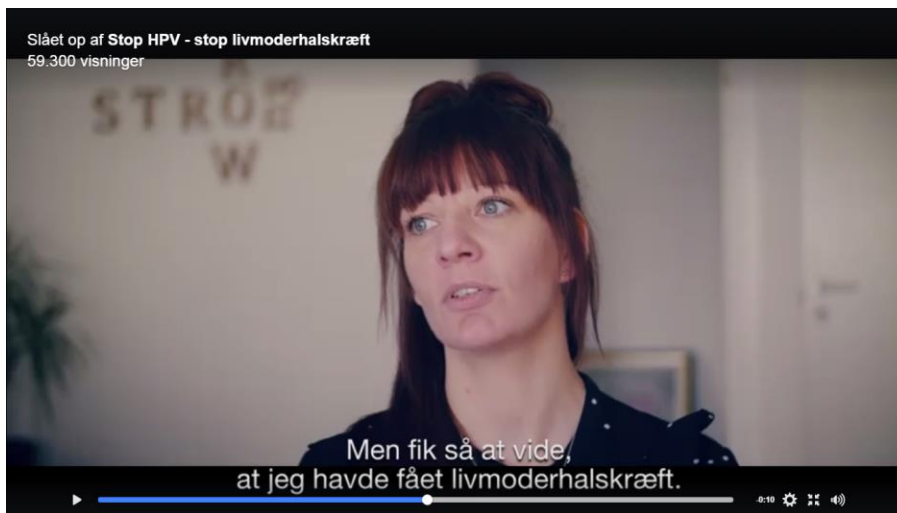 Slået op af Stop HPV - stop livmoderhalskræft
59.300 visninger
STRÖ
W
Men fik så at vide,
at jeg havde fået livmoderhalskræft.
-0:10